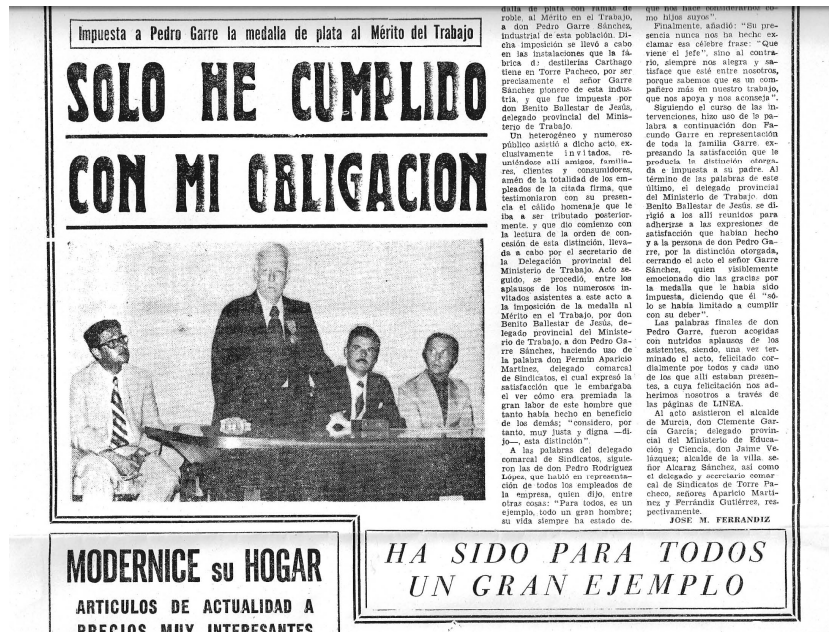 Impuesta a Pedro Garre la medalla de plata al Mérito del Trabajo
SOLO HE CUMPLIDO
CON MI OBLIGACION
dalla de plata con ramas de
roble, al Mérito en el Trabajo,
a don Pedro Garre Sánchez,
industrial de esta población. Di-
cha imposición se llevó a cabo
en las instalaciones que la fá-
brica d: destilerías Carthago
tiene en Torre Pacheco, por ser
precisamente el señor Garre
Sánchez pionero de esta indus-
tria, y que fue impuesta por
don Benito Ballestar de Jesús,
delegado provincial del Minis-
terio de Trabajo.
Un heterogéneo y numeroso
público asistió a dicho acto, ex-
clusivamente invitados, re-
uniéndose allí amigos, familia-
res, clientes y consumidores,
amén de la totalidad de los em-
pleados de la citada firma, que
testimoniaron con su presen-
cia el cálido homenaje que le
iba a ser tributado posterior-
mente, y que dio comienzo con
la lectura de la orden de con-
cesión de esta distinción, lleva-
da a cabo por el secretario de
la Delegación provincial del
Ministerio de Trabajo. Acto se-
guido, se procedió, entre los
aplausos de los numerosos in-
vitados asistentes a este acto a
la imposición de la medalla al
Mérito en el Trabajo, por don
Benito Ballestar de Jesús, de-
legado provincial del Ministe-
rio de Trabajo, a don Pedro Ga-
rre Sánchez, haciendo uso de
la palabra don Fermín Aparicio
Martínez, delegado comarcal
de Sindicatos, el cual expresó la
satisfacción que le embargaba
el ver cómo era premiada la
gran labor de este hombre que
tanto había hecho en beneficio
de los demás; "considero, por
tanto, muy justa y digna —di-
jo—, esta distinción".
A las palabras del delegado
comarcal de Sindicatos, siguie-
ron las de don Pedro Rodríguez
López, que habló en representa-
ción de todos los empleados de
la empresa, quien dijo, entre
otras cosas: "Para todos, es un
ejemplo, todo un gran hombre;
su vida siempre ha estado de-
que nos hace considerarnos co-
mo hijos suyos".
Finalmente, añadió: "Su pre-
sencia nunca nos ha hecho ex-
clamar esa célebre frase: "Que
viene el jefe", sino al contra-
rio, siempre nos alegra y sa-
tisface que esté entre nosotros,
porque sabemos que es un com-
pañero más en nuestro trabajo,
que nos apoya y nos aconseja".
Siguiendo el curso de las in-
tervenciones, hizo uso de la pa-
labra a continuación don Fa-
cundo Garre en representación
de toda la familia Garre, ex-
presando la satisfacción que le
producía la distinción otorga-
da e impuesta a su padre. Al
término de las palabras de este
último, el delegado provincial
del Ministerio de Trabajo, don
Benito Ballestar de Jesús, se di-
rigió a los allí reunidos para
adherirse a las expresiones de
satisfacción que habían hecho
y a la persona de don Pedro Ga-
rre, por la distinción otorgada,
cerrando el acto el señor Garre
Sánchez, quien visiblemente
emocionado dio las gracias por
la medalla que le había sido
impuesta, diciendo que él "só-
lo se había limitado a cumplir
con su deber".
Las palabras finales de don
Pedro Garre, fueron acogidas
con nutridos aplausos de los
asistentes, siendo, una vez ter-
minado el acto, felicitado cor-
dialmente por todos y cada uno
de los que allí estaban presen-
tes, a cuya felicitación nos ad-
herimos nosotros a través de
las páginas de LINEA.
Al acto asistieron el alcalde
de Murcia, don Clemente Gar-
cía García; delegado provin-
cial del Ministerio de Educa-
ción y Ciencia, don Jaime Ve-
lázquez; alcalde de la villa, se-
ñor Alcaraz Sánchez, así como
el delegado y secretario comar-
cal de Sindicatos de Torre Pa-
checo, señores Aparicio Martí-
nez y Ferrándiz Gutiérrez, res-
pectivamente.
JOSE M. FERRANDIZ
HA SIDO PARA TODOS
UN GRAN EJEMPLO
MODERNICE su HOGAR
ARTICULOS DE ACTUALIDAD A
PRECIOS MUY INTERESANTES